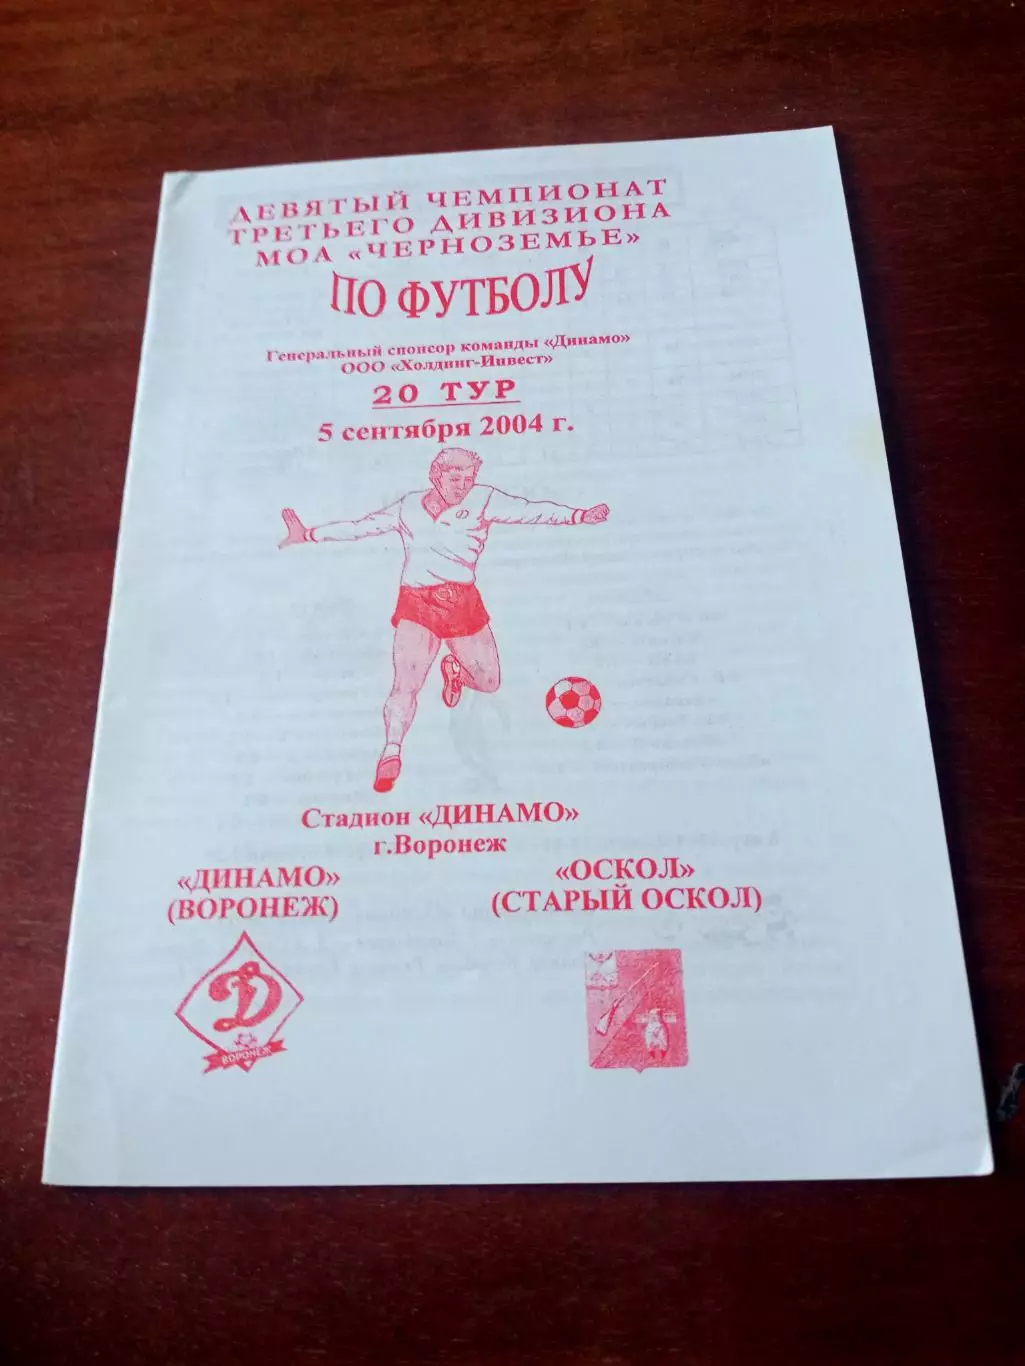 ДЕВЯТЫЙ ЧЕМПИОНАТ
ТРЕТЬЕГО ДИВИЗИОНА
МОА «ЧЕРНОЗЕМЬЕ»
ПО ФУТБОЛУ
Генеральный спонсор команды «Динамо»
ООО «Холдинг-Инвест»
20 ТУР
5 сентября 2004 г.
Д
Стадион «ДИНАМО»
г.Воронеж
«ДИНАМО»
(ВОРОНЕЖ)
«ОСКОЛ»
(СТАРЫЙ ОСКОЛ)
Д
ВОРОНЕЖ